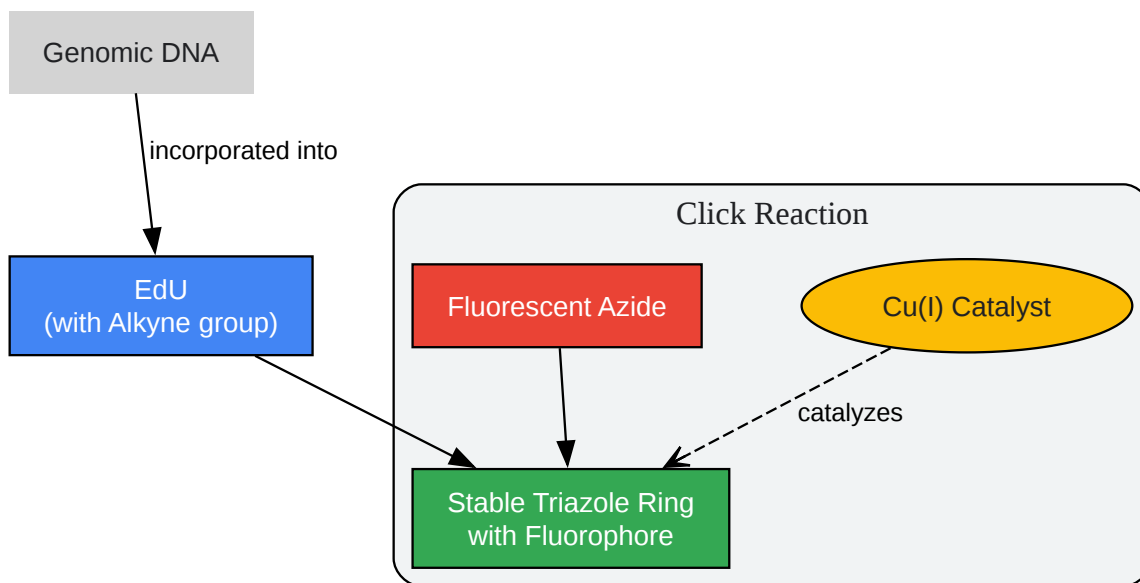 Genomic DNA
incorporated into
Click Reaction
EdU
(with Alkyne group)
Fluorescent Azide
Cu(I) Catalyst
catalyzes
Stable Triazole Ring
with Fluorophore